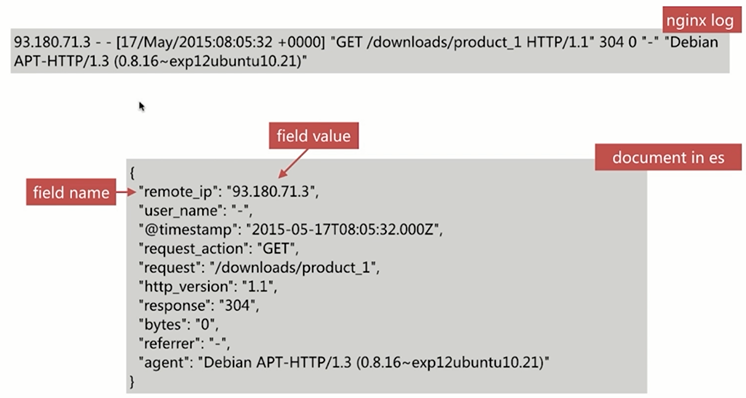 nginx log
93.180.71.3 - - [17/May/2015:08:05:32 +0000] "GET /downloads/product_1 HTTP/1.1" 304 0 "-" "Debian
APT-HTTP/1.3 (0.8.16~exp12ubuntu10.21)"
field value
document in es
field name
{
"remote_ip": "93.180.71.3",
"user_name": "-",
"@timestamp": "2015-05-17T08:05:32.000Z",
"request_action": "GET",
"request": "/downloads/product_1",
"http_version": "1.1",
"response": "304",
"bytes": "0",
"referrer": "-",
"agent": "Debian APT-HTTP/1.3 (0.8.16~exp12ubuntu10.21)"
}